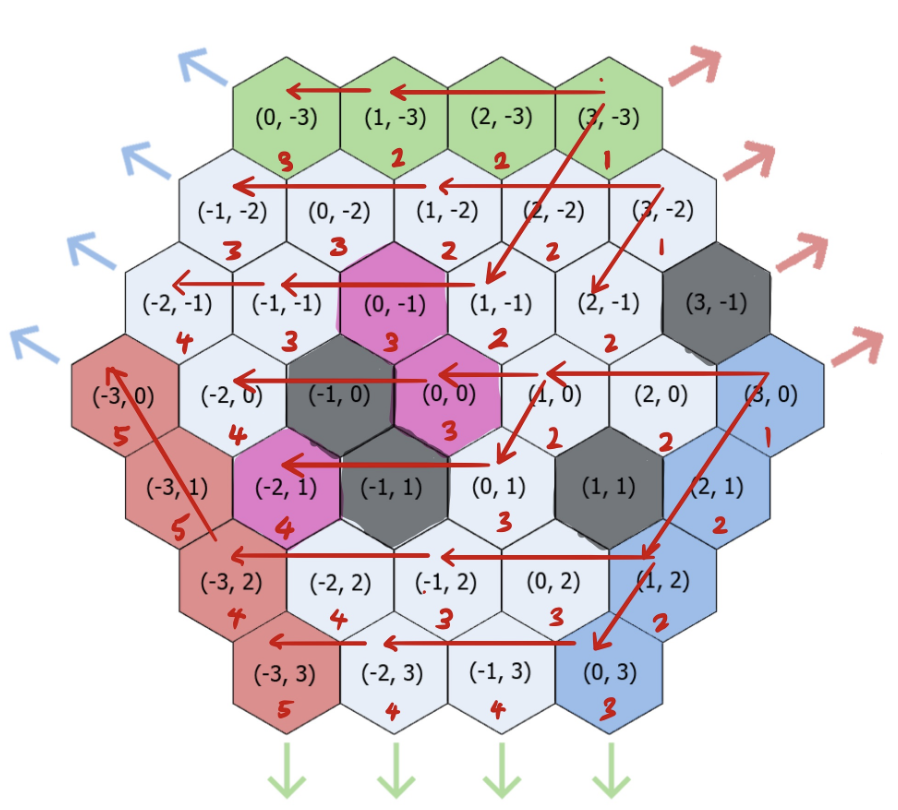 (0, -3) (1, -3) (2, -3) (3, -3)
3 2 2 1
(-1, -2) (0, -2) (1, -2) (2, -2) (3, -2)
3 3 2 2 1
(-2, -1) (-1, -1) (0, -1) (1, -1) (2, -1) (3, -1)
4 3 3 2 2
(-3, 0) (-2, 0) (-1, 0) (0, 0) (1, 0) (2, 0) (3, 0)
5 4 3 2 2 1
(-3, 1) (-2, 1) (-1, 1) (0, 1) (1, 1) (2, 1)
5 4 3 2
(-3, 2) (-2, 2) (-1, 2) (0, 2) (1, 2)
4 4 3 3 2
(-3, 3) (-2, 3) (-1, 3) (0, 3)
5 4 4 3